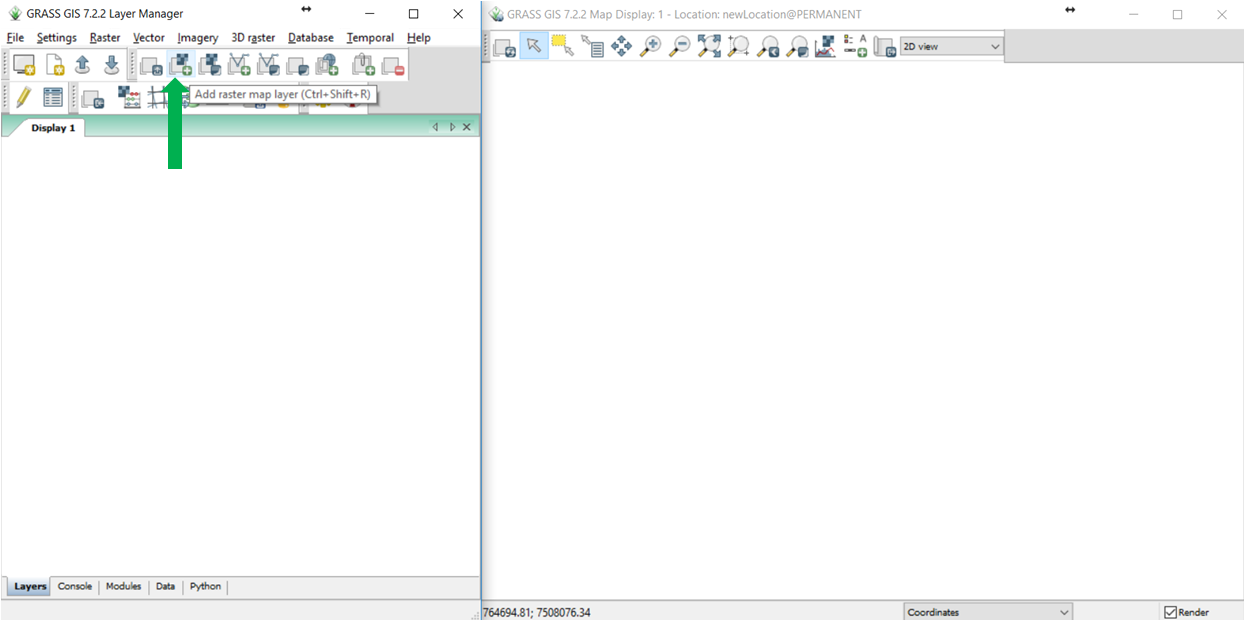 GRASS GIS 7.2.2 Layer Manager
File Settings Raster Vector Imagery 3D raster Database Temporal Help
Add raster map layer (Ctrl+Shift+R)
Display 1
Layers Console Modules Data Python
GRASS GIS 7.2.2 Map Display: 1 - Location: newLocation@PERMANENT
A
2D view
764694.81; 7508076.34
Coordinates
Render